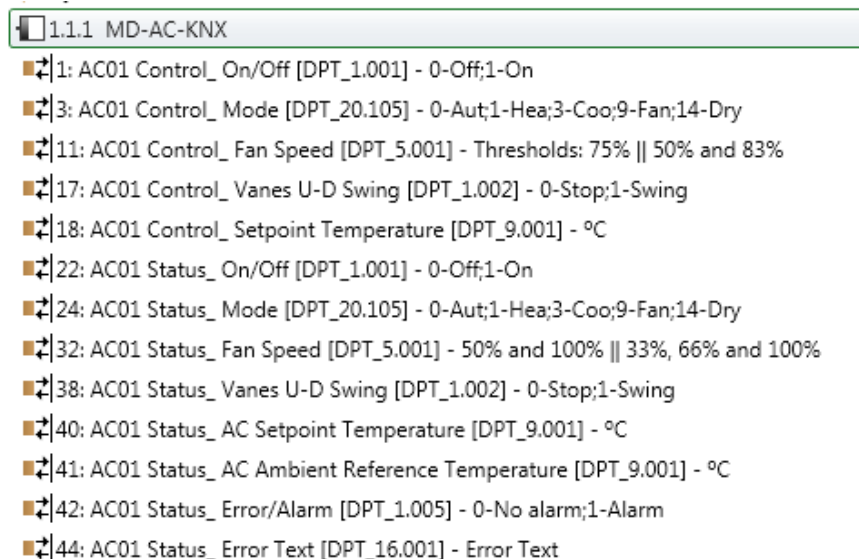 1.1.1 MD-AC-KNX
1: AC01 Control_ On/Off [DPT_1.001] - 0-Off;1-On
3: AC01 Control_ Mode [DPT_20.105] - 0-Aut;1-Hea;3-Coo;9-Fan;14-Dry
11: AC01 Control_ Fan Speed [DPT_5.001] - Thresholds: 75% || 50% and 83%
17: AC01 Control_ Vanes U-D Swing [DPT_1.002] - 0-Stop;1-Swing
18: AC01 Control_ Setpoint Temperature [DPT_9.001] - ºC
22: AC01 Status_ On/Off [DPT_1.001] - 0-Off;1-On
24: AC01 Status_ Mode [DPT_20.105] - 0-Aut;1-Hea;3-Coo;9-Fan;14-Dry
32: AC01 Status_ Fan Speed [DPT_5.001] - 50% and 100% || 33%, 66% and 100%
38: AC01 Status_ Vanes U-D Swing [DPT_1.002] - 0-Stop;1-Swing
40: AC01 Status_ AC Setpoint Temperature [DPT_9.001] - ºC
41: AC01 Status_ AC Ambient Reference Temperature [DPT_9.001] - ºC
42: AC01 Status_ Error/Alarm [DPT_1.005] - 0-No alarm;1-Alarm
44: AC01 Status_ Error Text [DPT_16.001] - Error Text